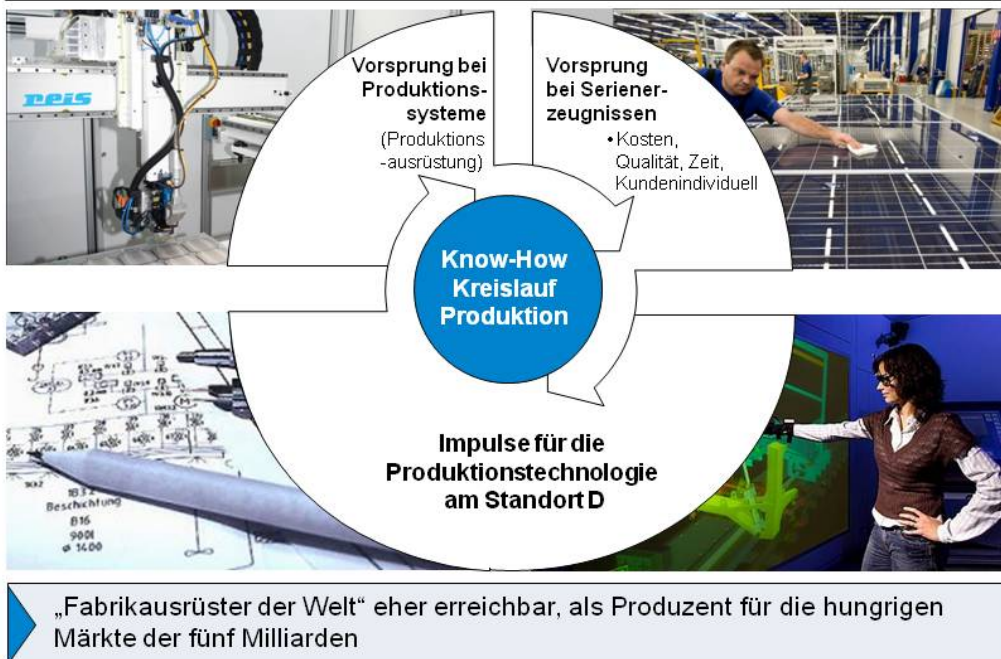 reis
Vorsprung bei
Produktions-
systeme
(Produktions
-ausrüstung)
Vorsprung
bei Seriener-
zeugnissen
•Kosten,
Qualität, Zeit,
Kundenindividuell
Know-How
Kreislauf
Produktion
Impulse für die
Produktionstechnologie
am Standort D
Beschichtung
B16
9001
ø 1400
„Fabrikausrüster der Welt“ eher erreichbar, als Produzent für die hungrigen
Märkte der fünf Milliarden